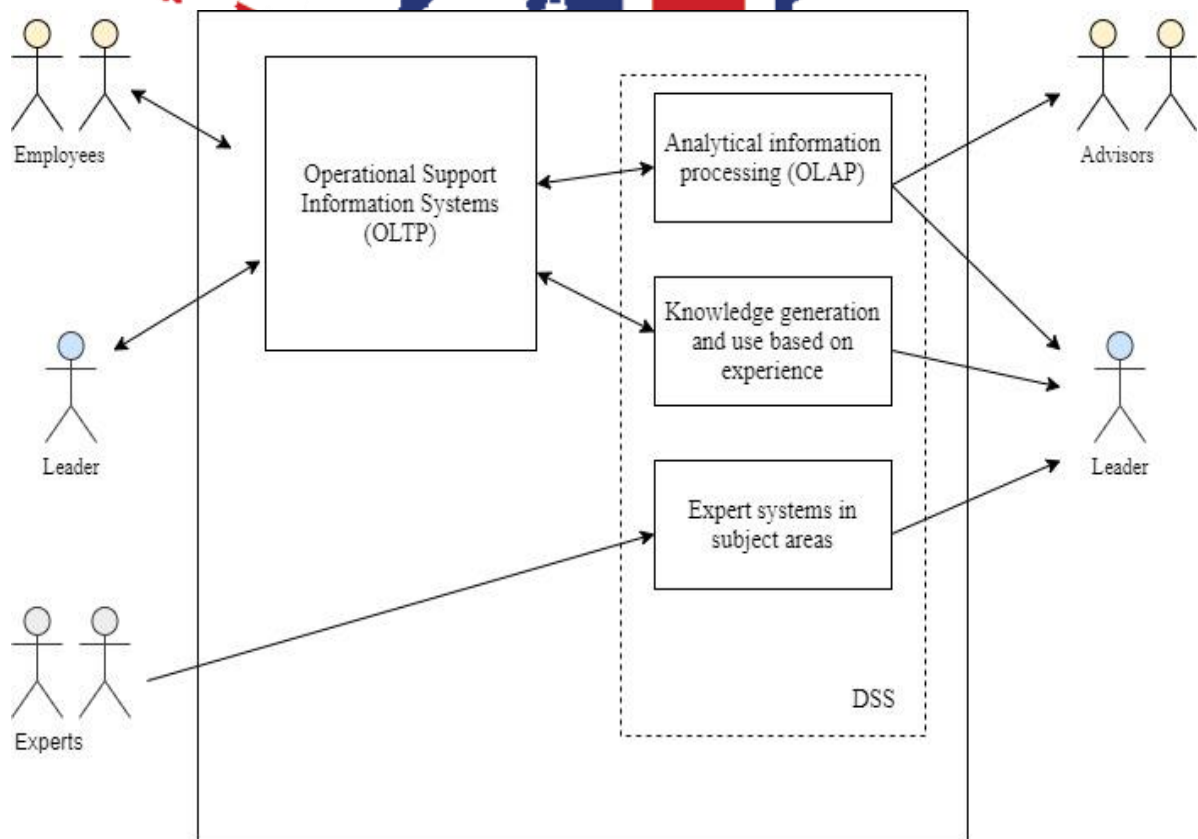 Employees
Operational Support
Information Systems
(OLTP)
Analytical information
processing (OLAP)
Advisors
Leader
Knowledge generation
and use based on
experience
Leader
Expert systems in
subject areas
Experts
DSS